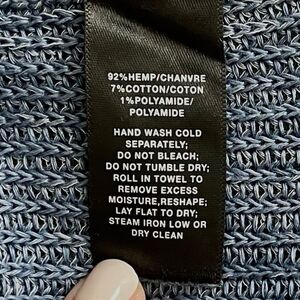 92%HEMP/CHANVRE
7%COTTON/COTON
1%POLYAMIDE/
POLYAMIDE
HAND WASH COLD
SEPARATELY;
DO NOT BLEACH;
DO NOT TUMBLE DRY;
ROLL IN TOWEL TO
REMOVE EXCESS
MOISTURE,RESHAPE;
LAY FLAT TO DRY;
STEAM IRON LOW OR
DRY CLEAN